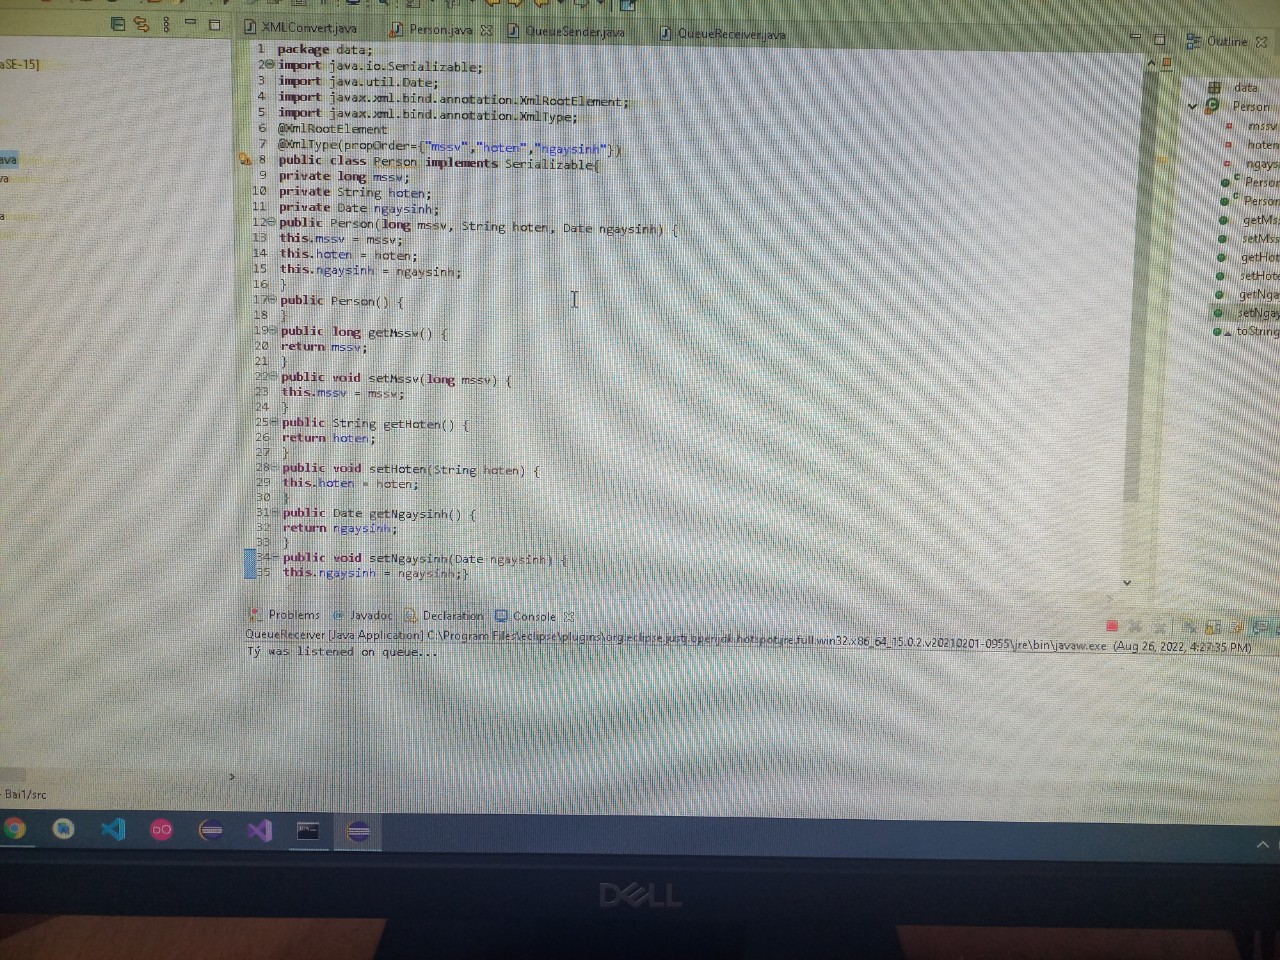 XMLConvert.java
Person.java
QueueSender.java
QueueReceiver.java
Outline
aSE-15]
ava
va
a
1 package data;
2 import java.io.Serializable;
3 import java.util.Date;
4 import javax.xml.bind.annotation.XmlRootElement;
5 import javax.xml.bind.annotation.XmlType;
6 @XmlRootElement
7 @XmlType(propOrder={"mssv","hoten","ngaysinh"})
8 public class Person implements Serializable{
9 private long mssv;
10 private String hoten;
11 private Date ngaysinh;
12 public Person(long mssv, String hoten, Date ngaysinh) {
13 this.mssv = mssv;
14 this.hoten = hoten;
15 this.ngaysinh = ngaysinh;
16 }
17 public Person() {
18 }
19 public long getMssv() {
20 return mssv;
21 }
22 public void setMssv(long mssv) {
23 this.mssv = mssv;
24 }
25 public String getHoten() {
26 return hoten;
27 }
28 public void setHoten(String hoten) {
29 this.hoten = hoten;
30 }
31 public Date getNgaysinh() {
32 return ngaysinh;
33 }
34 public void setNgaysinh(Date ngaysinh) {
35 this.ngaysinh = ngaysinh;}
data
Person
mssv
hoten
ngays
Perso
Person
getMs
setMss
getHot
setHote
getNga
setNgay
toString
Problems
Javadoc
Declaration
Console
QueueReceiver [Java Application] C:\Program Files\eclipse\plugins\org.eclipse.justj.openjdk.hotspot.jre.full.win32.x86_64_15.0.2.v20210201-0955\jre\bin\javaw.exe (Aug 26, 2022, 4:27:35 PM)
Tý was listened on queue...
- Bai1/src
DELL